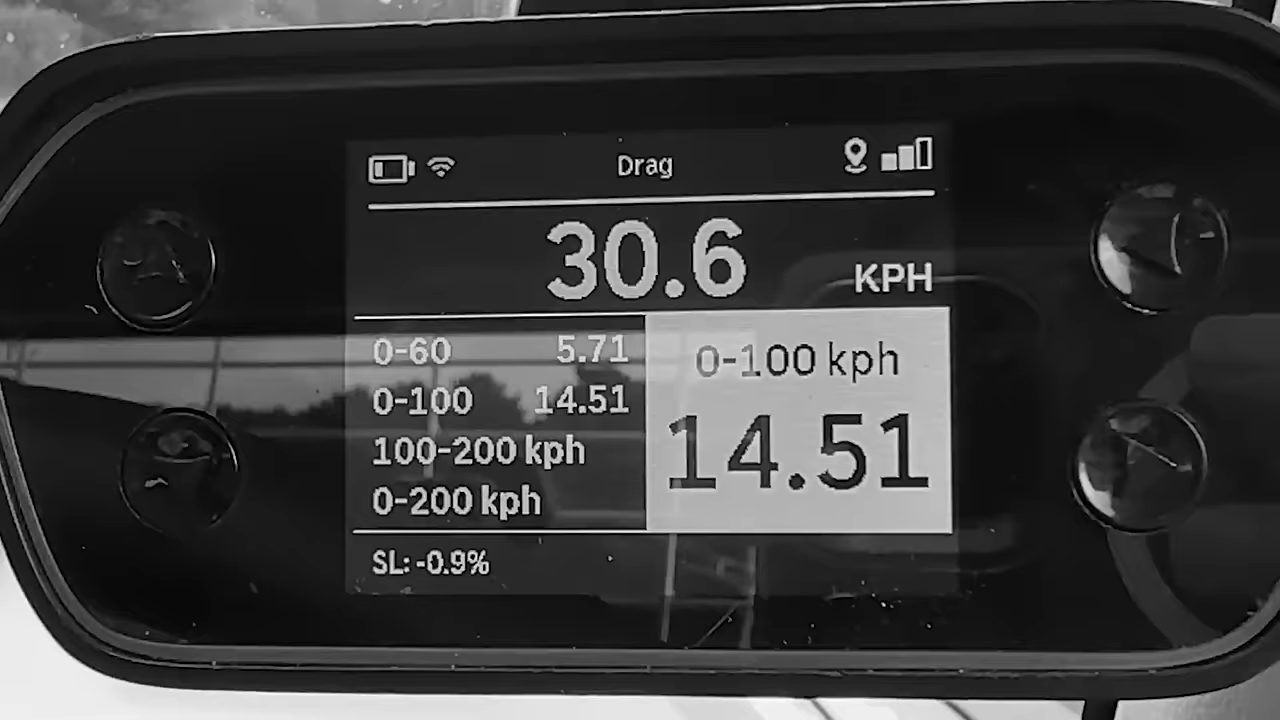 Drag
30.6 KPH
0-60 5.71
0-100 14.51
100-200 kph
0-200 kph
0-100 kph
14.51
SL: -0.9%